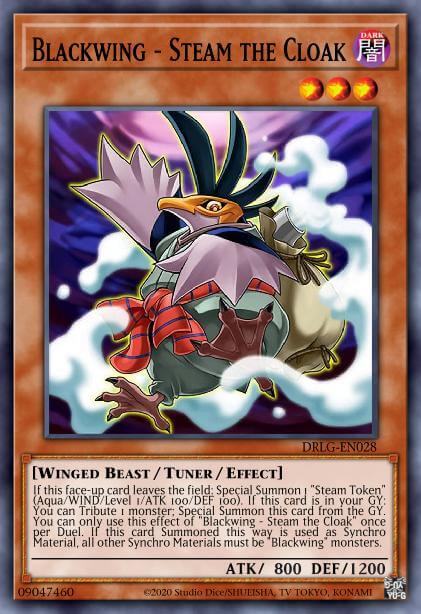 BLACKWING - STEAM THE CLOAK
DARK
闇
DRLG-EN028
[WINGED BEAST / TUNER / EFFECT]
If this face-up card leaves the field: Special Summon 1 "Steam Token"
(Aqua/WIND/Level 1/ATK 100/DEF 100). If this card is in your GY:
You can Tribute 1 monster; Special Summon this card from the GY.
You can only use this effect of "Blackwing - Steam the Cloak" once
per Duel. If this card Summoned this way is used as Synchro
Material, all other Synchro Materials must be "Blackwing" monsters.
ATK/ 800 DEF/1200
09047460
©2020 Studio Dice/SHUEISHA, TV TOKYO, KONAMI